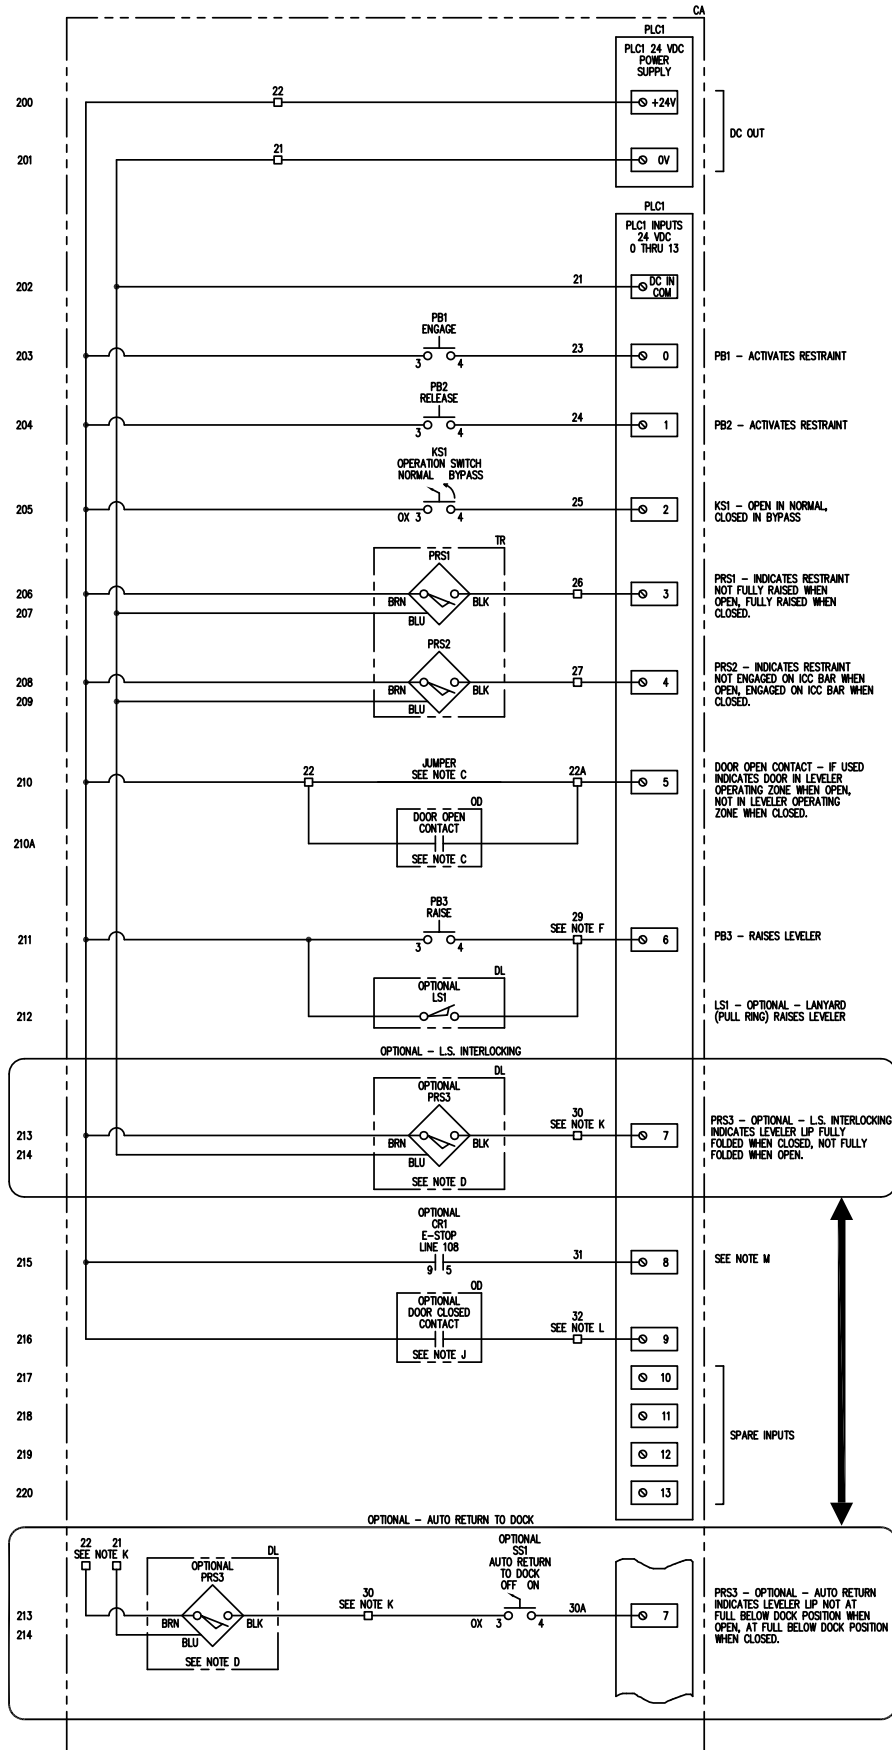 CA
PLC1
PLC1 24 VDC
POWER
SUPPLY
200
22
+24V
DC OUT
201
21
0V
PLC1
PLC1 INPUTS
24 VDC
0 THRU 13
202
21
DC IN
COM
PB1
ENGAGE
203
3
4
23
0
PB1 – ACTIVATES RESTRAINT
PB2
RELEASE
204
3
4
24
1
PB2 – ACTIVATES RESTRAINT
KS1
OPERATION SWITCH
NORMAL BYPASS
205
OX 3
4
25
2
KS1 – OPEN IN NORMAL,
CLOSED IN BYPASS
TR
PRS1
206
BRN
BLK
26
3
PRS1 – INDICATES RESTRAINT
NOT FULLY RAISED WHEN
OPEN, FULLY RAISED WHEN
CLOSED.
207
BLU
PRS2
208
BRN
BLK
27
4
PRS2 – INDICATES RESTRAINT
NOT ENGAGED ON ICC BAR WHEN
OPEN, ENGAGED ON ICC BAR WHEN
CLOSED.
209
BLU
210
22
JUMPER
SEE NOTE C
22A
5
DOOR OPEN CONTACT – IF USED
INDICATES DOOR IN LEVELER
OPERATING ZONE WHEN OPEN,
NOT IN LEVELER OPERATING
ZONE WHEN CLOSED.
OD
210A
DOOR OPEN
CONTACT
SEE NOTE C
PB3
RAISE
211
3
4
29
SEE NOTE F
6
PB3 – RAISES LEVELER
DL
212
OPTIONAL
LS1
LS1 – OPTIONAL – LANYARD
(PULL RING) RAISES LEVELER
OPTIONAL – L.S. INTERLOCKING
DL
OPTIONAL
PRS3
213
BRN
BLK
30
SEE NOTE K
7
PRS3 – OPTIONAL – L.S. INTERLOCKING
INDICATES LEVELER LIP FULLY
FOLDED WHEN CLOSED, NOT FULLY
FOLDED WHEN OPEN.
214
BLU
SEE NOTE D
OPTIONAL
CR1
E-STOP
LINE 108
215
9
5
31
8
SEE NOTE M
OD
OPTIONAL
DOOR CLOSED
CONTACT
216
SEE NOTE J
32
SEE NOTE L
9
217
10
218
11
SPARE INPUTS
219
12
220
13
OPTIONAL – AUTO RETURN TO DOCK
22
21
SEE NOTE K
DL
OPTIONAL
PRS3
213
BRN
BLK
30
SEE NOTE K
OPTIONAL
SS1
AUTO RETURN
TO DOCK
OFF ON
OX 3
4
30A
7
PRS3 – OPTIONAL – AUTO RETURN
INDICATES LEVELER LIP NOT AT
FULL BELOW DOCK POSITION WHEN
OPEN, AT FULL BELOW DOCK POSITION
WHEN CLOSED.
214
BLU
SEE NOTE D